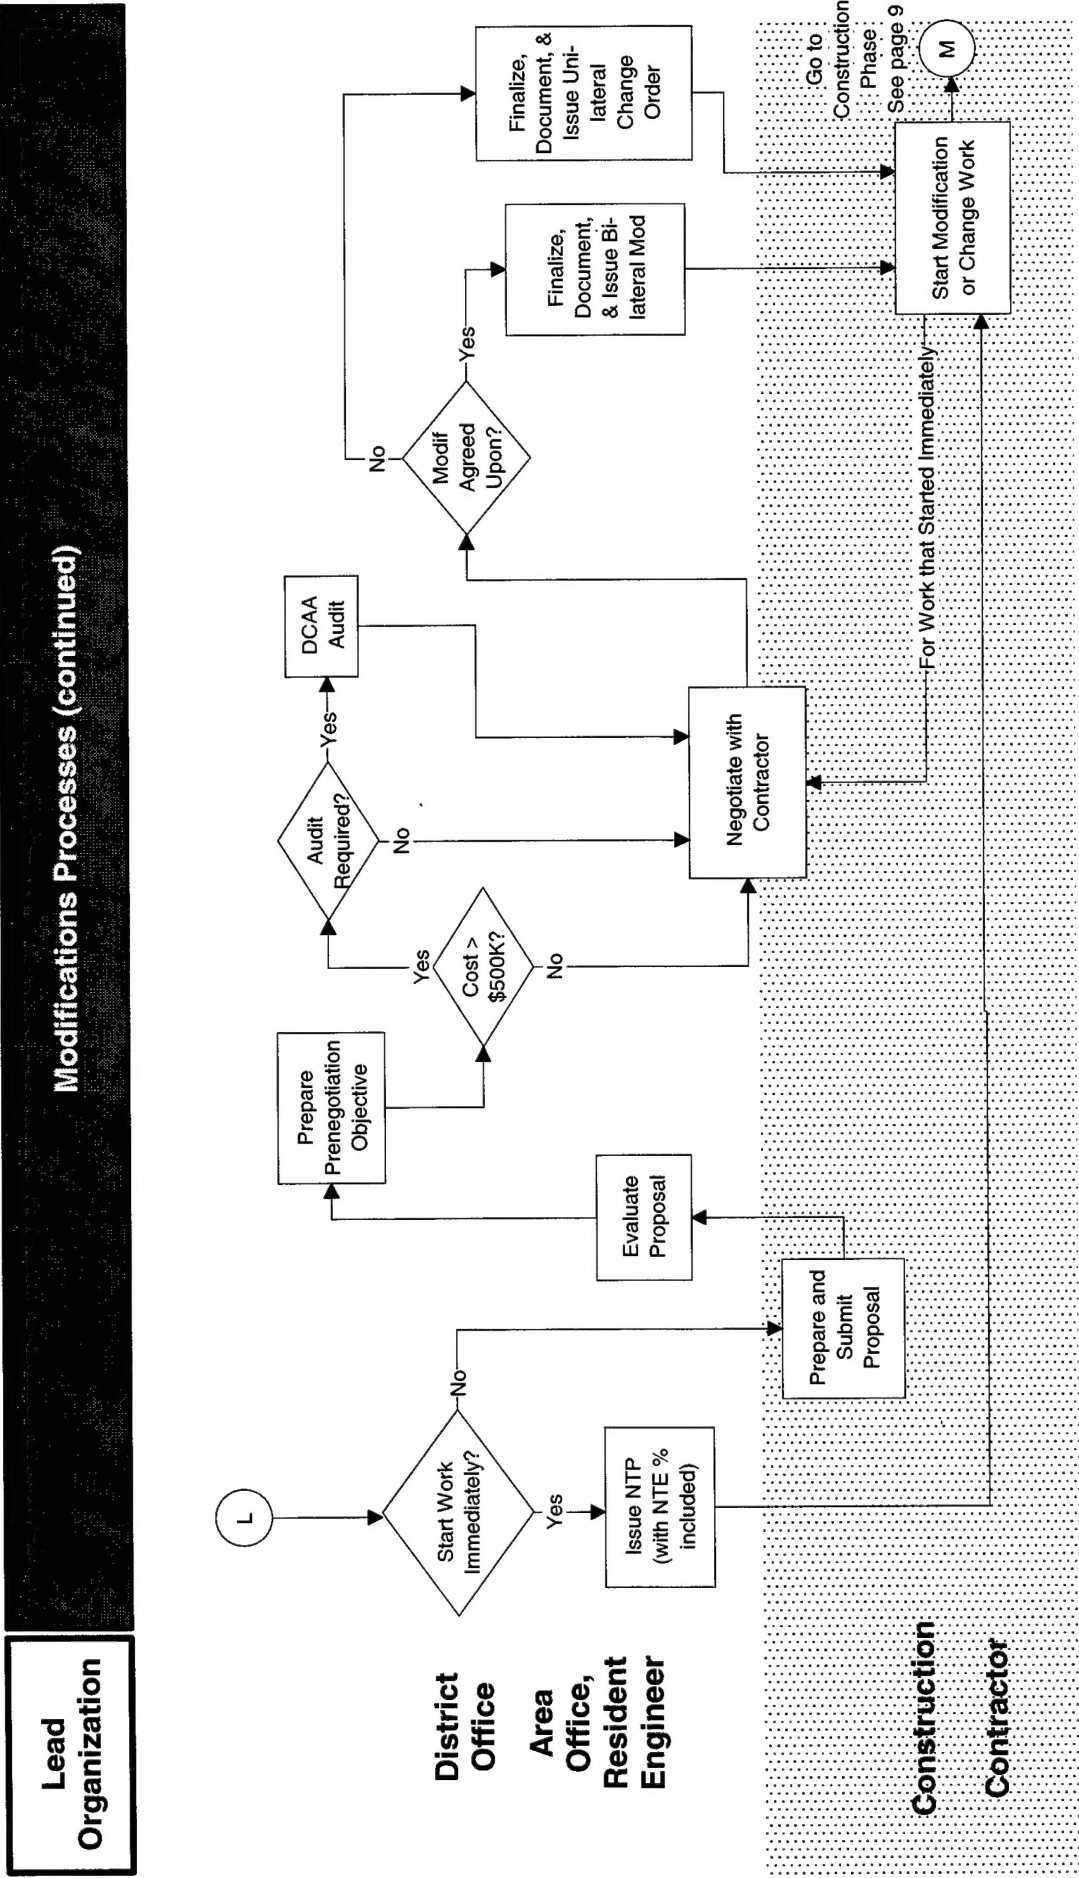 Lead
Organization
Modifications Processes (continued)
District
Office
Area
Office,
Resident
Engineer
Construction
Contractor
L
Start Work
Immediately?
No
Yes
Issue NTP
(with NTE %
included)
Prepare and
Submit
Proposal
Evaluate
Proposal
Prepare
Prenegotiation
Objective
Cost >
$500K?
Yes
No
Audit
Required?
Yes
No
DCAA
Audit
Negotiate with
Contractor
Modif
Agreed
Upon?
No
Yes
Finalize,
Document,
& Issue Bi-
lateral Mod
Finalize,
Document, &
Issue Uni-
lateral
Change
Order
For Work that Started Immediately
Start Modification
or Change Work
Go to
Construction
Phase
See page 9
M